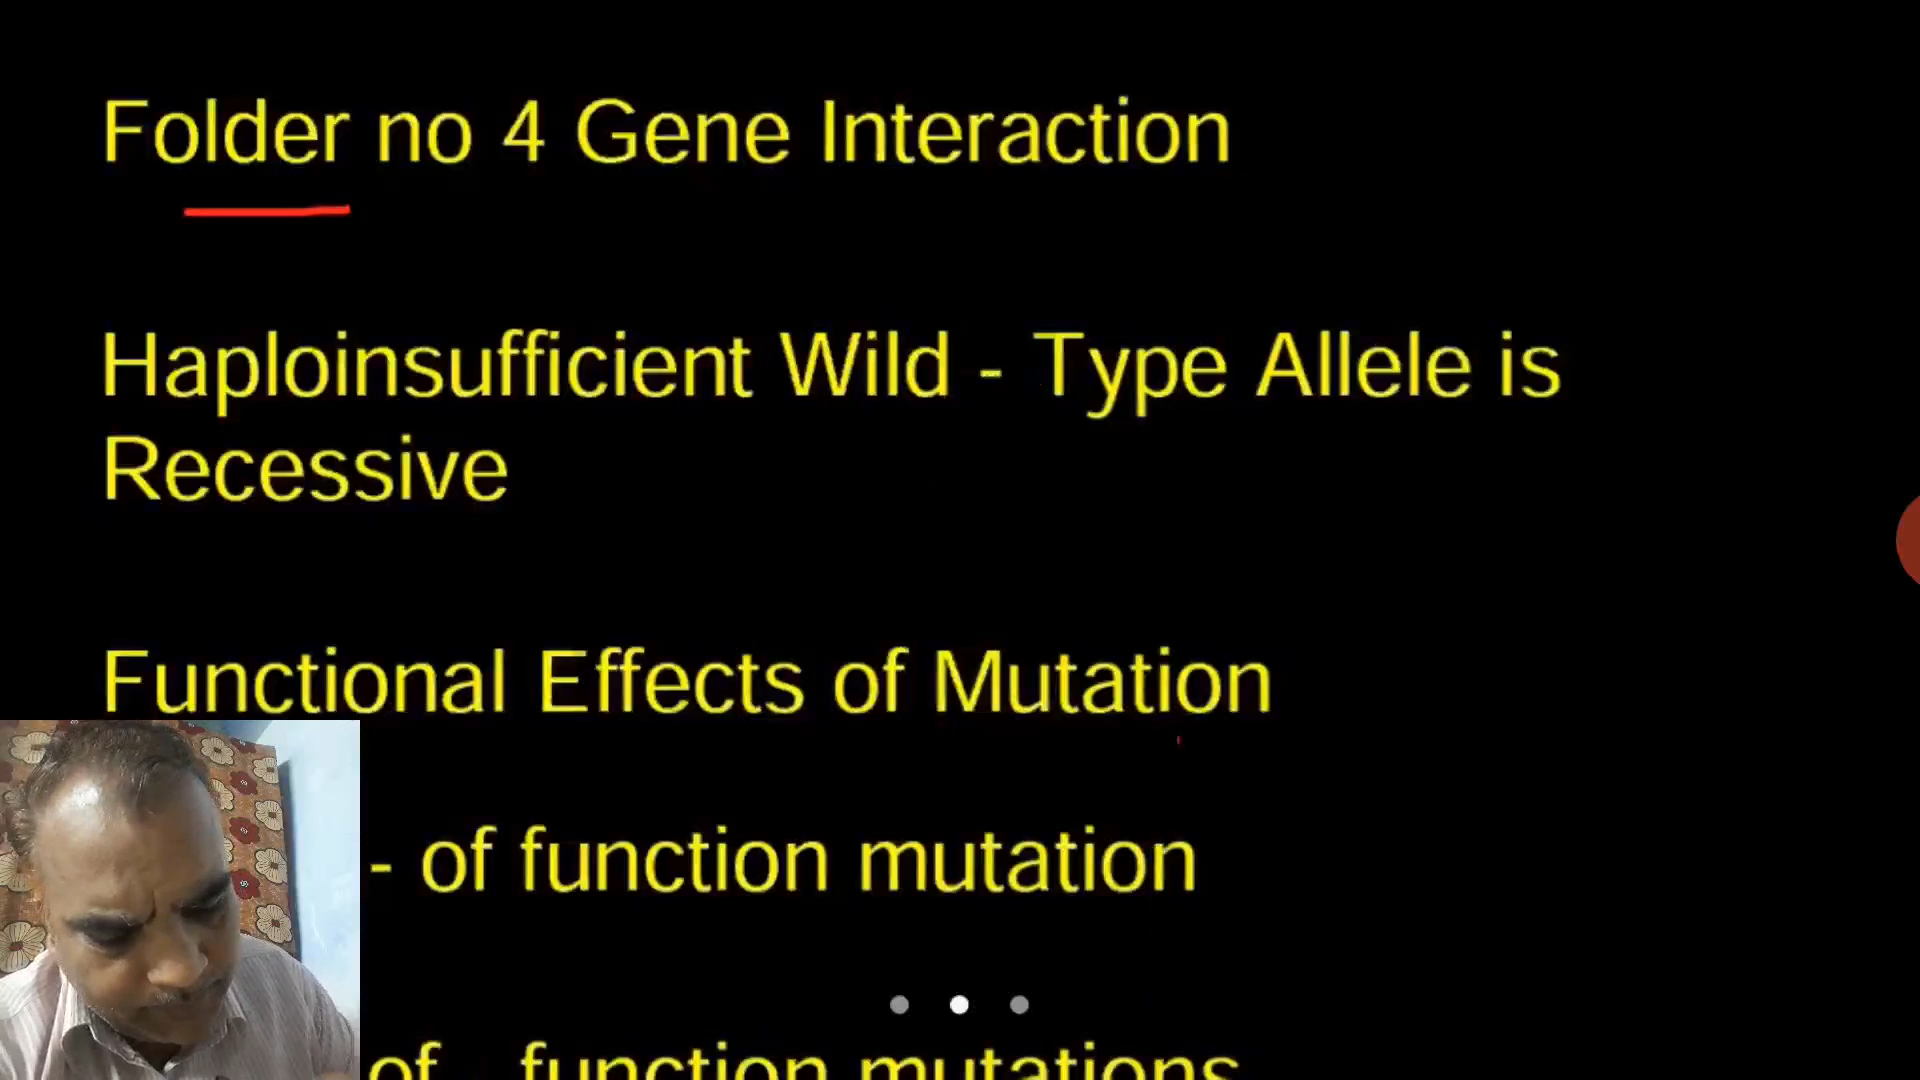 Folder no 4 Gene Interaction
Haploinsufficient Wild - Type Allele is
Recessive
Functional Effects of Mutation
- of function mutation
of - function mutations